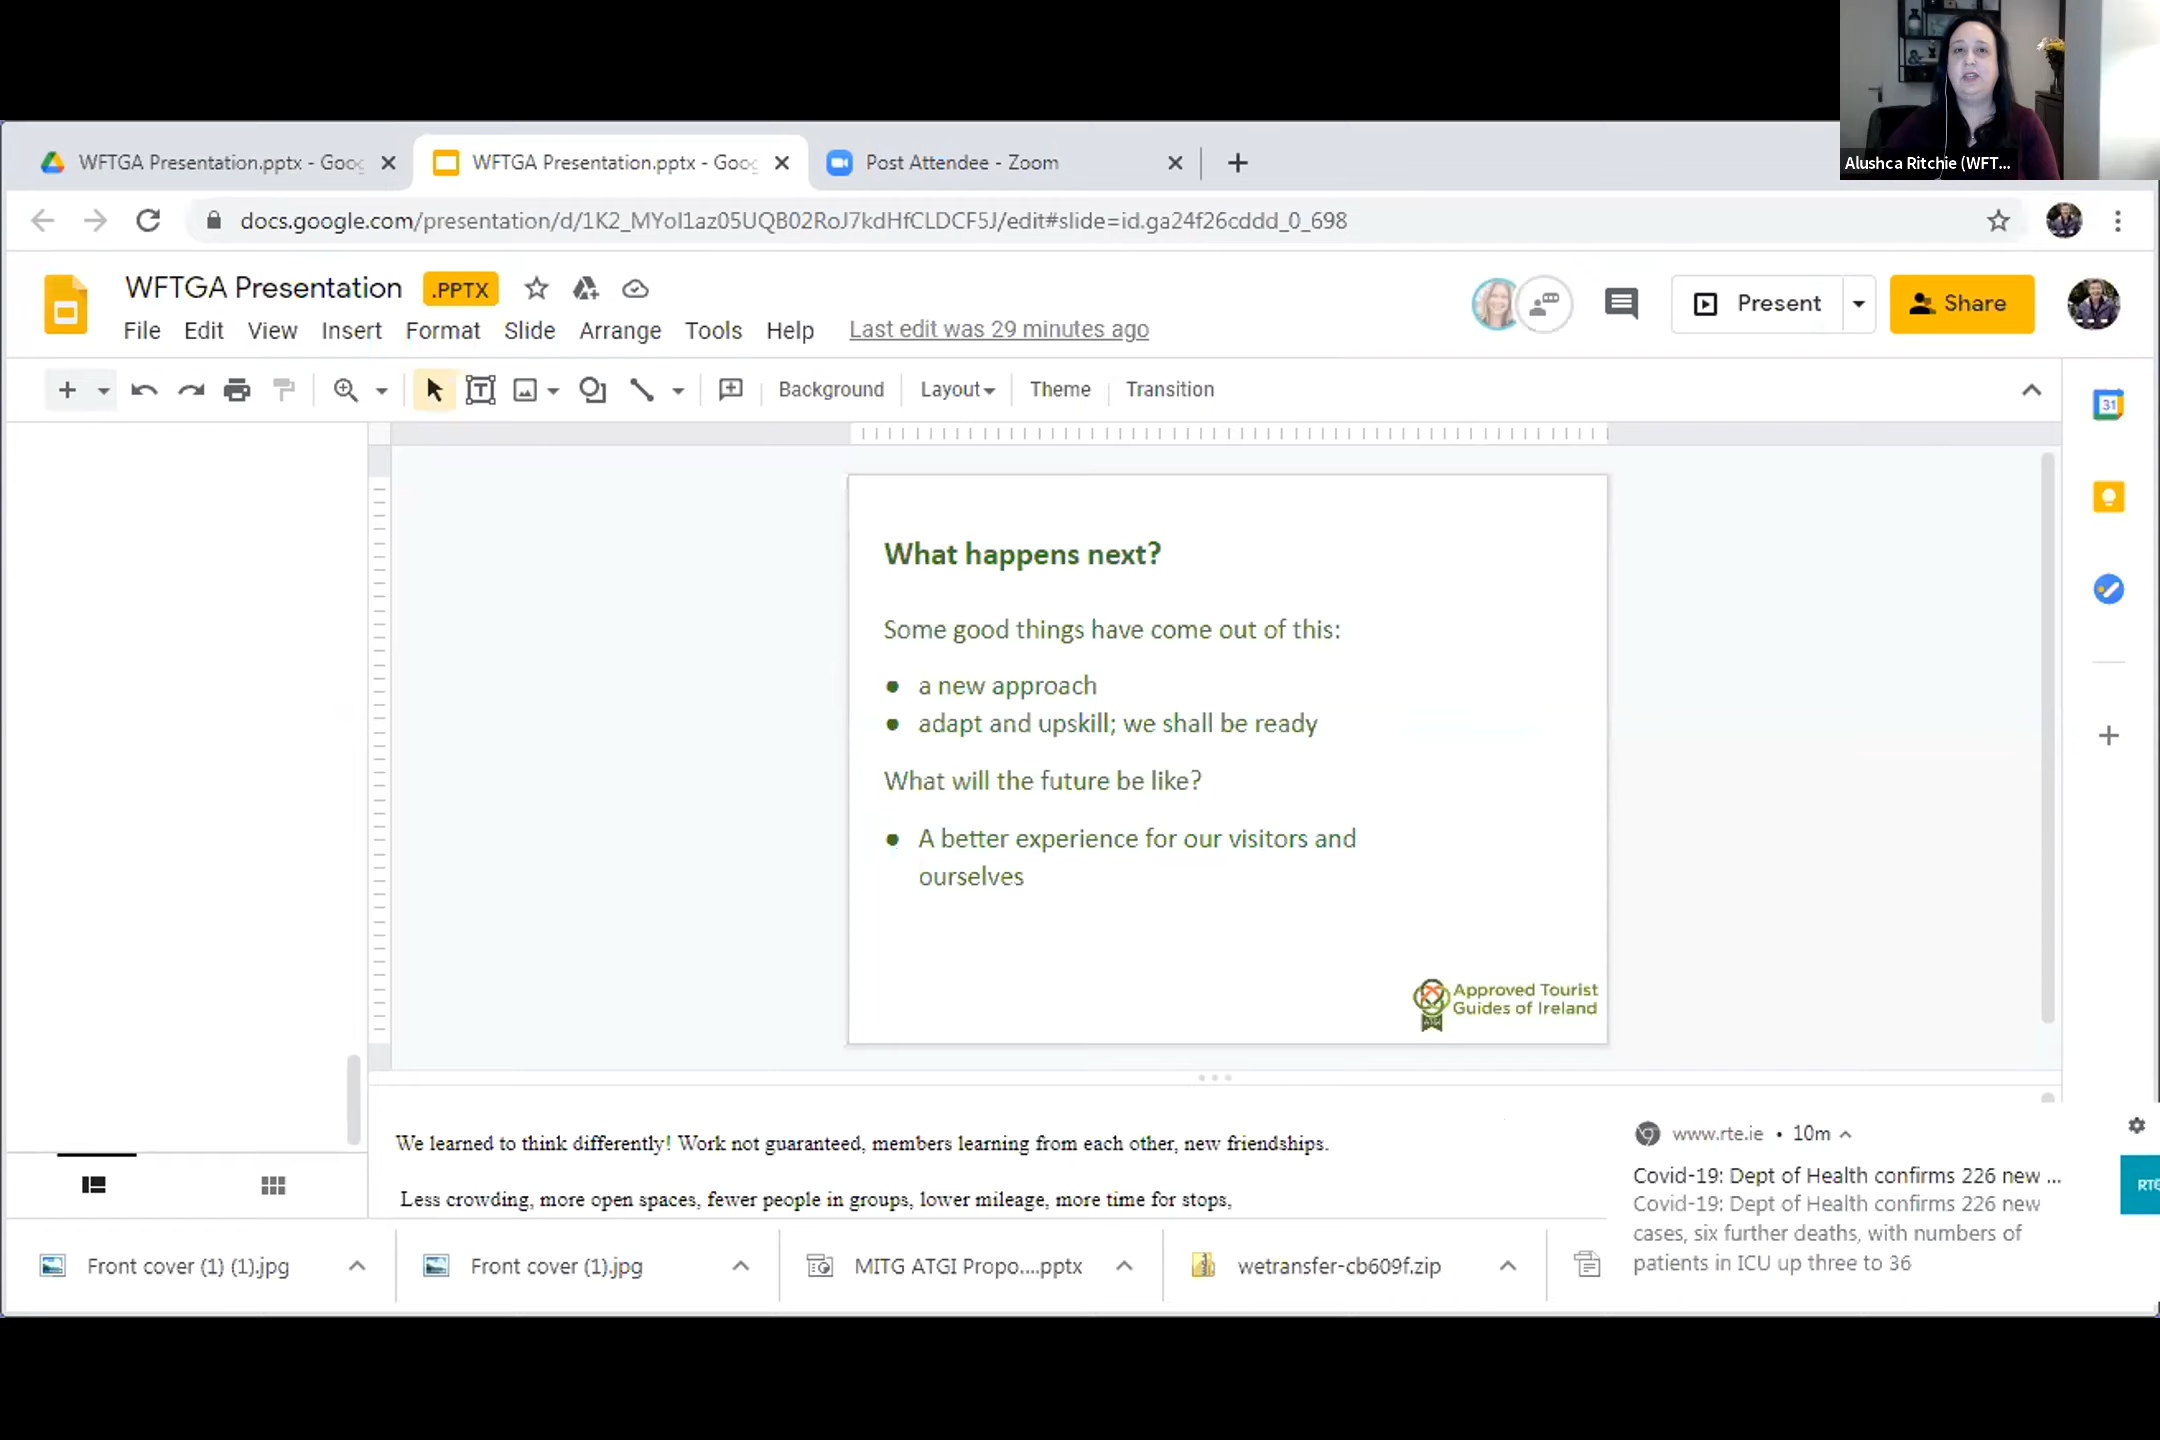 Alushca Ritchie (WFT...
WFTGA Presentation.pptx - Goog
WFTGA Presentation.pptx - Goog
Post Attendee - Zoom
docs.google.com/presentation/d/1K2_MYol1az05UQB02RoJ7kdHfCLDCF5J/edit#slide=id.ga24f26cddd_0_698
WFTGA Presentation .PPTX
File Edit View Insert Format Slide Arrange Tools Help Last edit was 29 minutes ago
Present
Share
Background Layout Theme Transition
31
What happens next?
Some good things have come out of this:
● a new approach
● adapt and upskill; we shall be ready
What will the future be like?
● A better experience for our visitors and
ourselves
Approved Tourist
Guides of Ireland
We learned to think differently! Work not guaranteed, members learning from each other, new friendships.
Less crowding, more open spaces, fewer people in groups, lower mileage, more time for stops,
www.rte.ie • 10m
Covid-19: Dept of Health confirms 226 new ...
Covid-19: Dept of Health confirms 226 new
cases, six further deaths, with numbers of
patients in ICU up three to 36
RTÉ
Front cover (1) (1).jpg
Front cover (1).jpg
MITG ATGI Propo....pptx
wetransfer-cb609f.zip